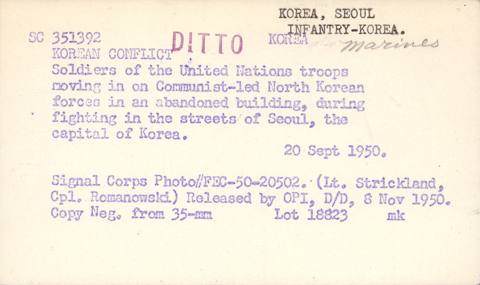 KOREA, SEOUL
INFANTRY-KOREA.
SC 351392 DITTO KOREA Marines
KOREAN CONFLICT
Soldiers of the United Nations troops
moving in on Communist-led North Korean
forces in an abandoned building, during
fighting in the streets of Seoul, the
capital of Korea.
20 Sept 1950.
Signal Corps Photo#FEC-50-20502. (Lt. Strickland,
Cpl. Romanowski) Released by OPI, D/D, 8 Nov 1950.
Copy Neg. from 35-mm Lot 18823 mk